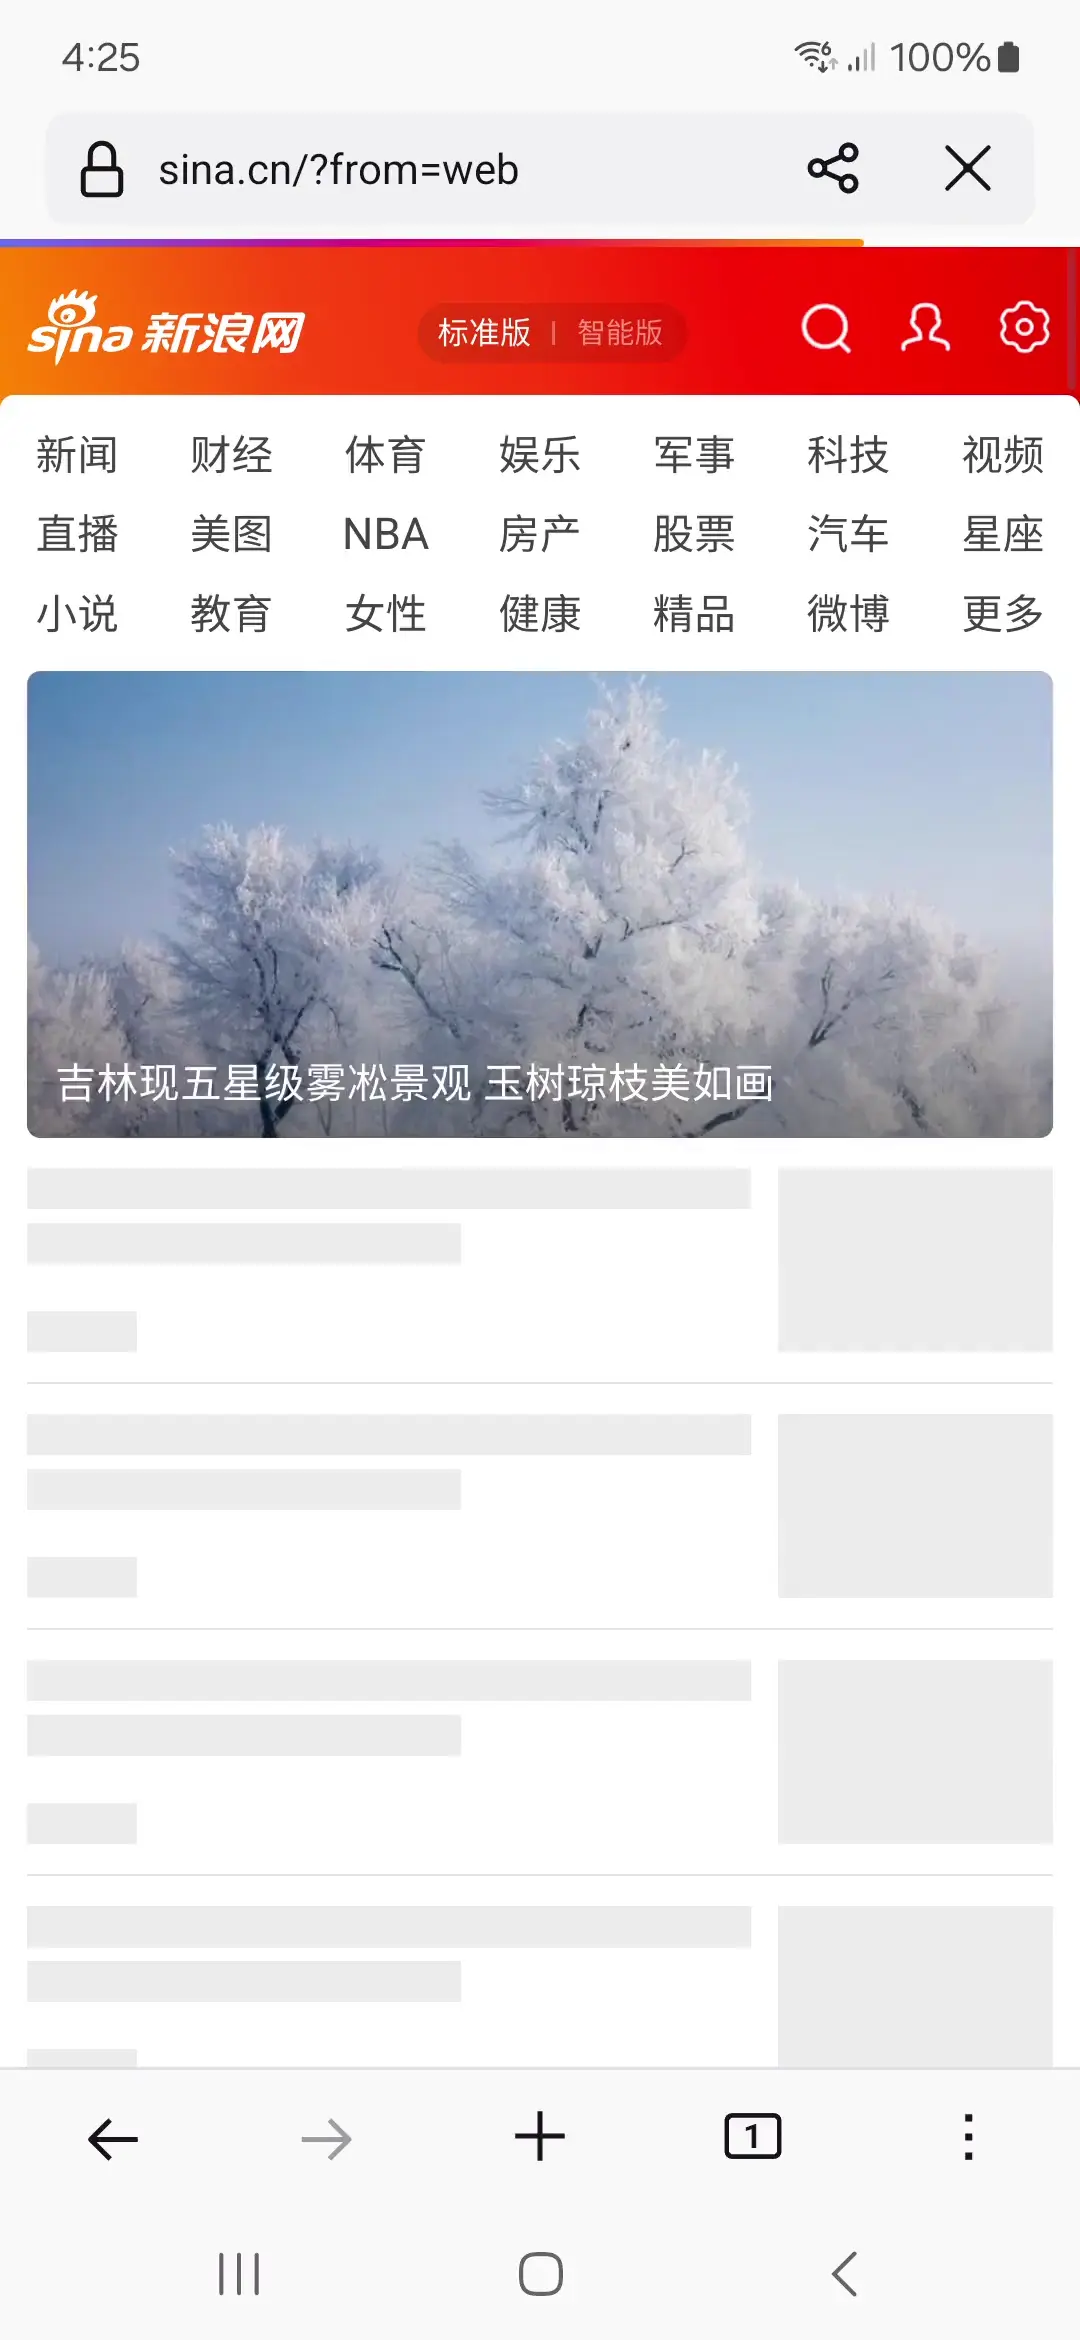 4:25
6 100%
sina.cn/?from=web
sina 新浪网 标准版 | 智能版
新闻 财经 体育 娱乐 军事 科技 视频
直播 美图 NBA 房产 股票 汽车 星座
小说 教育 女性 健康 精品 微博 更多
吉林现五星级雾凇景观 玉树琼枝美如画
1